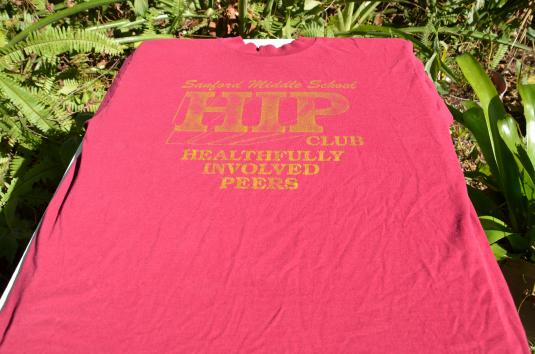 Sanford Middle School
HIP
CLUB
HEALTHFULLY
INVOLVED
PEERS